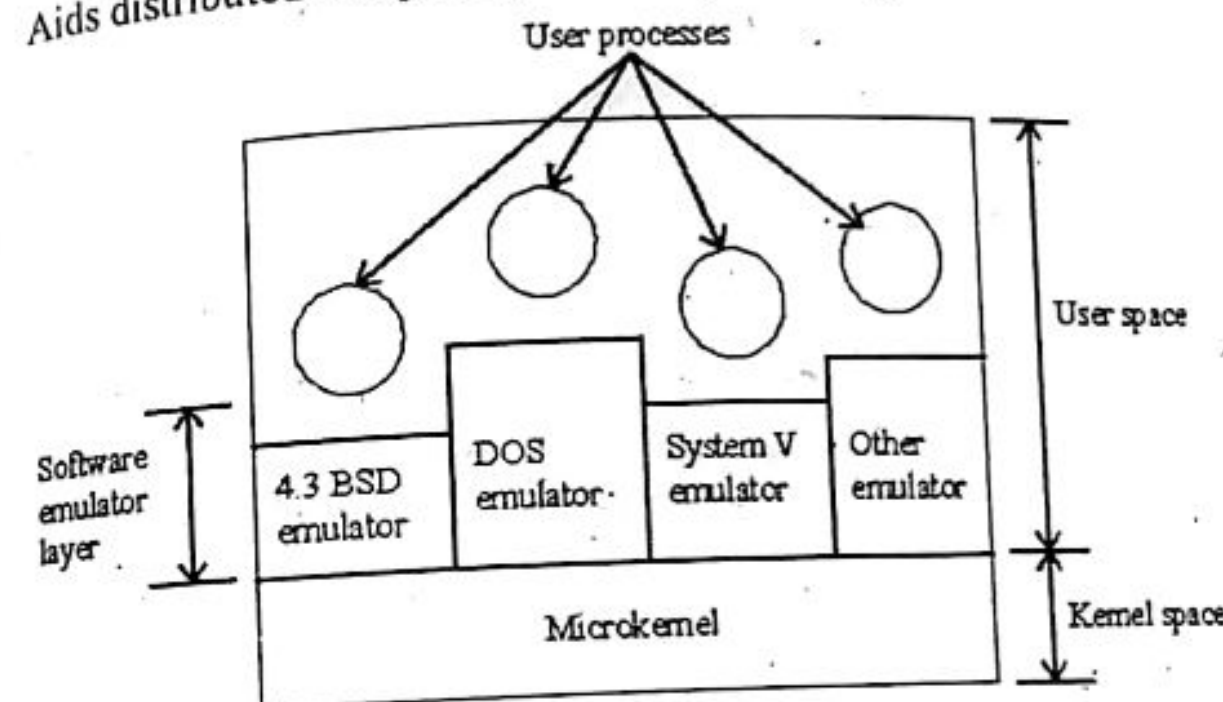 Aids distributed
User processes
User space
Software
emulator
layer
4.3 BSD
emulator
DOS
emulator
System V
emulator
Other
emulator
Microkernel
Kernel space